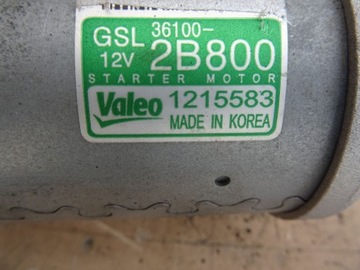 GSL 36100-
12V 2B800
STARTER MOTOR
Valeo 1215583
MADE IN KOREA